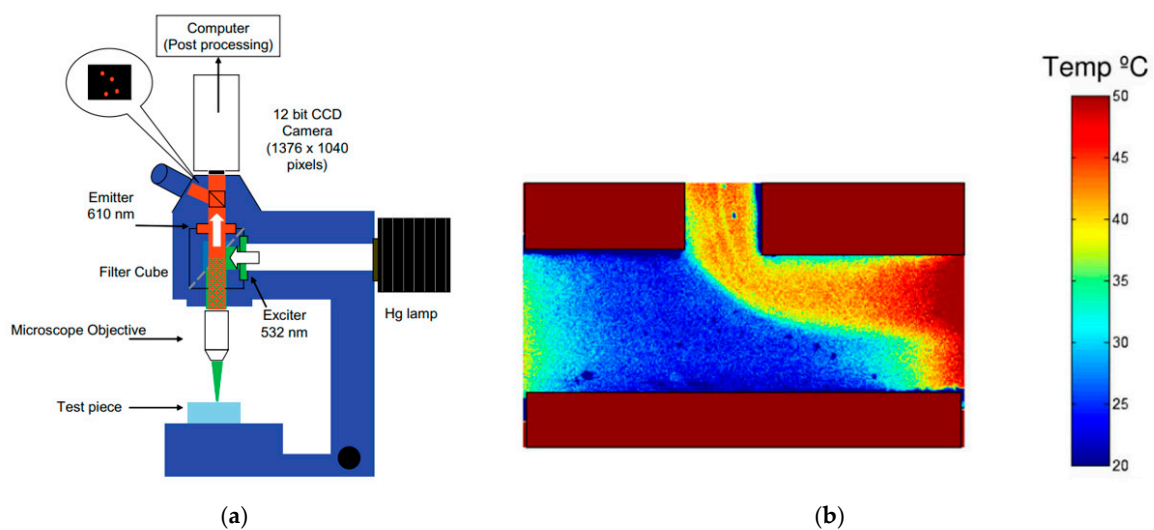 Computer
(Post processing)
12 bit CCD
Camera
(1376 x 1040
pixels)
Emitter
610 nm
Filter Cube
Exciter
532 nm
Hg lamp
Microscope Objective
Test piece
(a)
Temp ºC
50
45
40
35
30
25
20
(b)